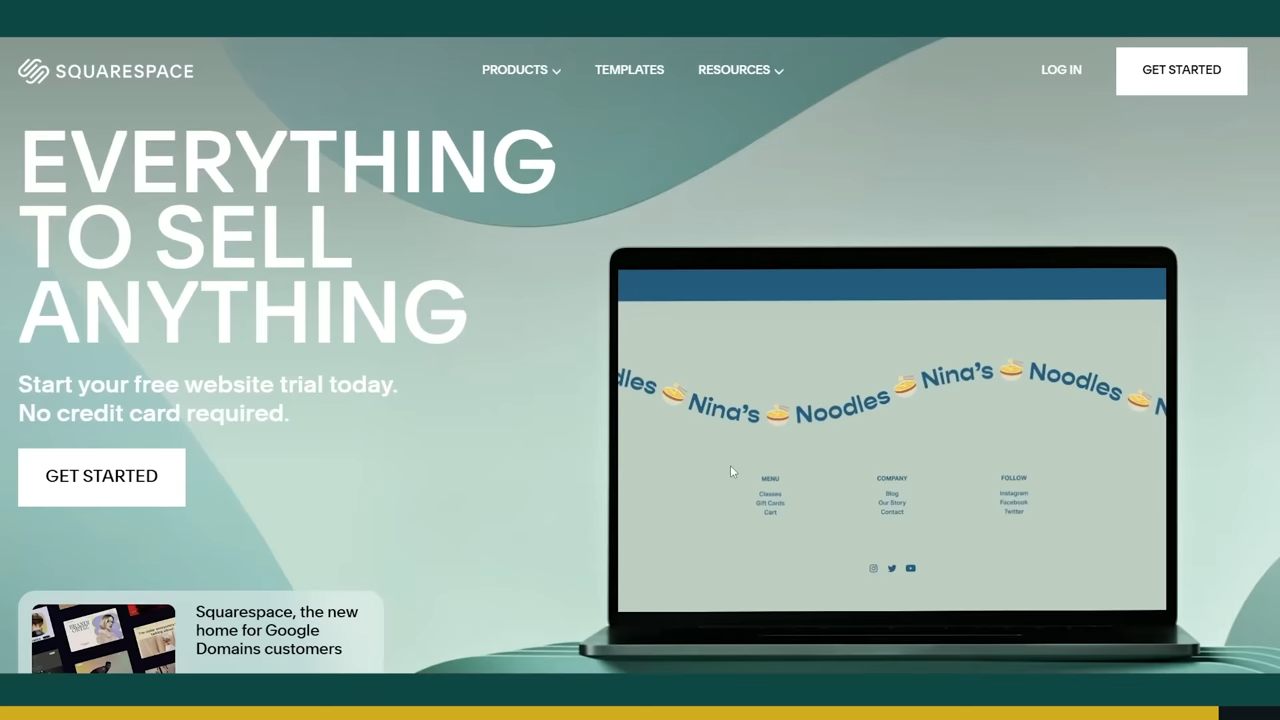 SQUARESPACE
PRODUCTS
TEMPLATES
RESOURCES
LOG IN
GET STARTED
EVERYTHING
TO SELL
ANYTHING
Start your free website trial today.
No credit card required.
GET STARTED
Squarespace, the new
home for Google
Domains customers
dles Nina's Noodles Nina's Noodles N
MENU
Classes
Gift Cards
Cart
COMPANY
Blog
Our Story
Contact
FOLLOW
Instagram
Facebook
Twitter